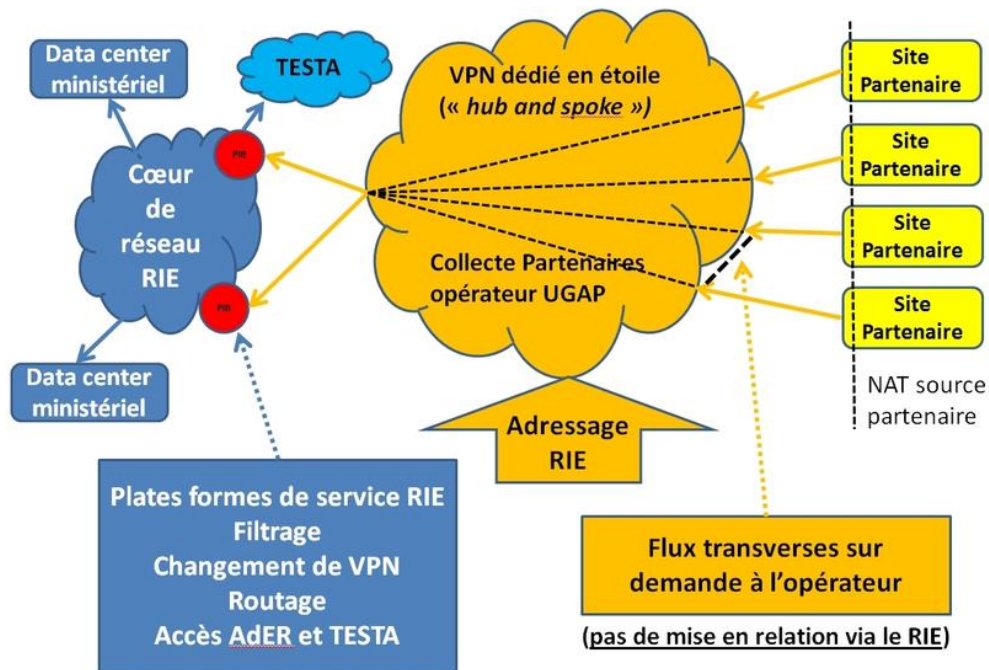 Data center
ministériel
TESTA
VPN dédié en étoile
(« hub and spoke »)
Site
Partenaire
Site
Partenaire
Site
Partenaire
Site
Partenaire
PIR
Cœur
de
réseau
RIE
PIR
Collecte Partenaires
opérateur UGAP
Data center
ministériel
NAT source
partenaire
Adressage
RIE
Plates formes de service RIE
Filtrage
Changement de VPN
Routage
Accès AdER et TESTA
Flux transverses sur
demande à l’opérateur
(pas de mise en relation via le RIE)